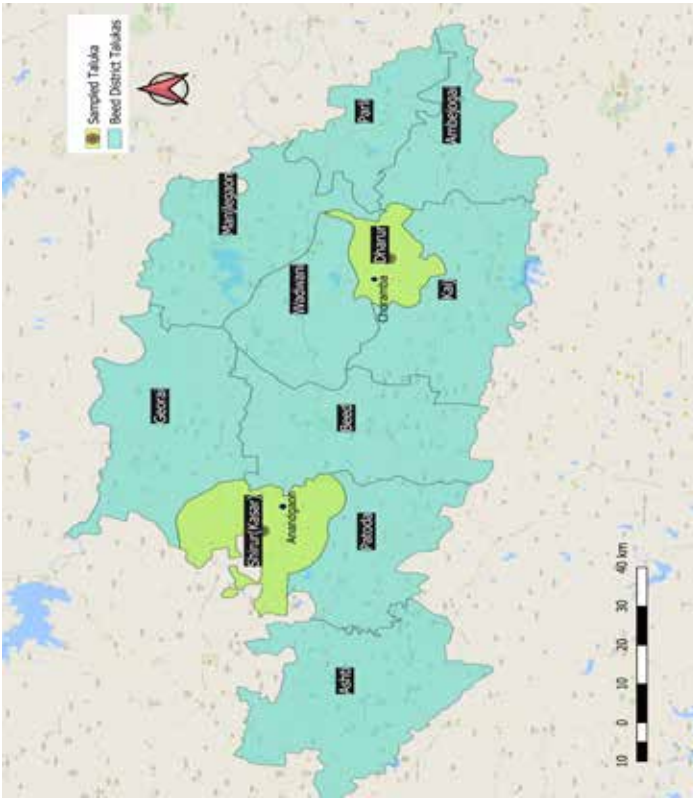 Sampled Taluka
Beed District Talukas
Georai
Manjlegaon
Shirur(Kasar)
Anandgaon
Wadwani
Parli
Beed
Dharur
Choramba
Ashti
Patoda
Kaij
Ambejogai
10 0 10 20 30 40 km